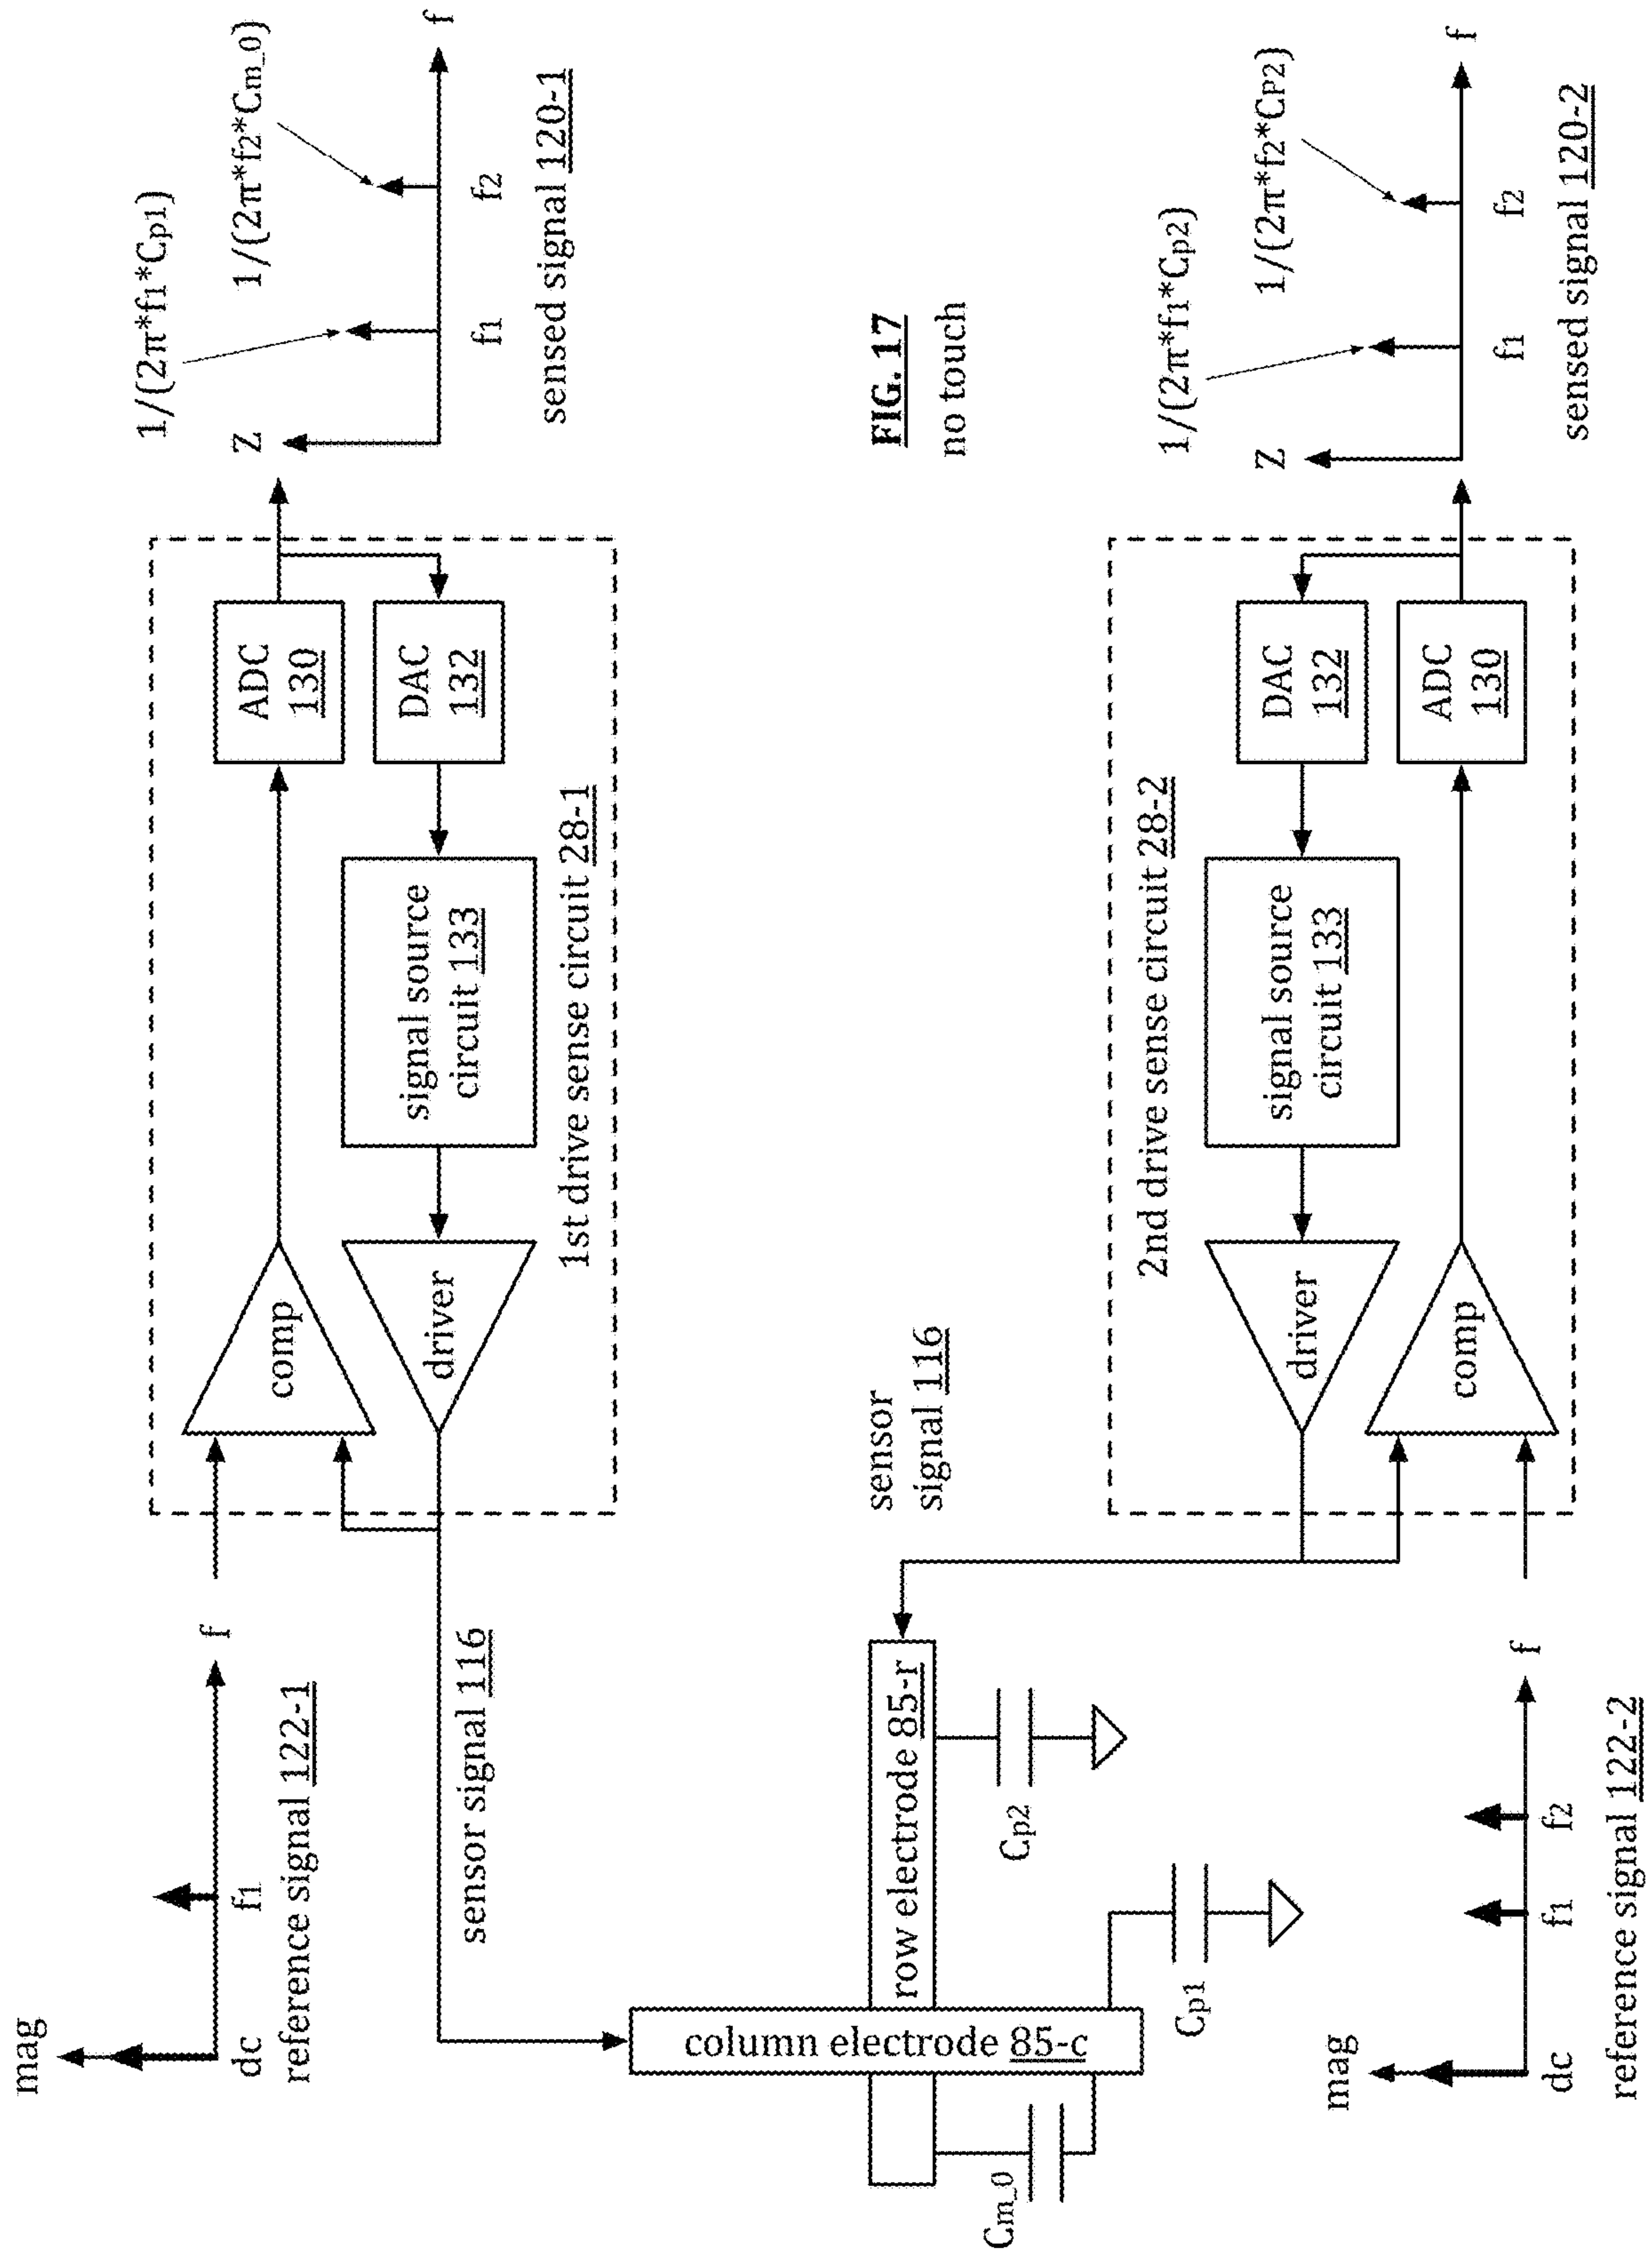 mag
dc
f1
f
reference signal 122-1
comp
ADC
130
DAC
132
signal source
circuit 133
driver
1st drive sense circuit 28-1
Z
1/(2π*f1*Cp1)
1/(2π*f2*Cm_0)
f1
f2
f
sensed signal 120-1
sensor signal 116
FIG. 17
no touch
sensor
signal 116
row electrode 85-r
column electrode 85-c
Cm_0
Cp2
Cp1
2nd drive sense circuit 28-2
driver
signal source
circuit 133
DAC
132
comp
ADC
130
Z
1/(2π*f1*Cp2)
1/(2π*f2*CP2)
f1
f2
f
sensed signal 120-2
mag
dc
f1
f2
f
reference signal 122-2